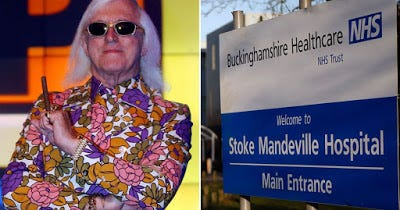 Buckinghamshire Healthcare NHS
NHS Trust
Welcome to
Stoke Mandeville Hospital
Main Entrance